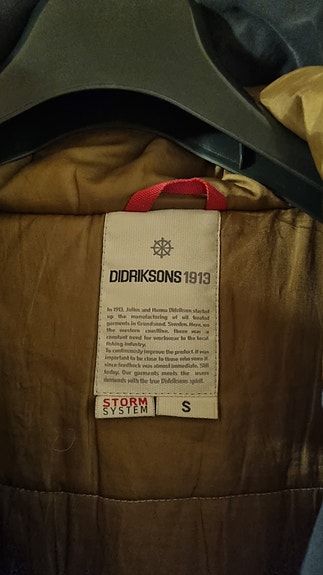 DIDRIKSONS 1913
In 1913, Julius and Hanna Didrikson started
up the manufacturing of oil treated
garments in Grundsund, Sweden. Here, on
the western coastline, there was a
constant need for workwear to the local
fishing industry.
To continuously improve the product it was
important to be close to those who wore it
since feedback was almost immediate. Still
today, Our garments meets the users
demands with the true Didriksons spirit.
STORM
SYSTEM
S